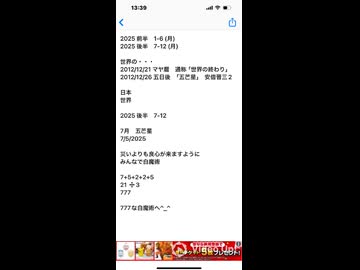 13:39
2025 前半　1-6 (月)
2025 後半　7-12 (月)
世界の・・・
2012/12/21 マヤ暦　通称「世界の終わり」
2012/12/26 五日後　「五芒星」　安倍晋三２
日本
世界
2025 後半　7-12
7月　五芒星
7/5/2025
災いよりも良心が来ますように
みんなで白魔術
7+5+2+2+5
21 ÷3
777
777な白魔術へ^_^